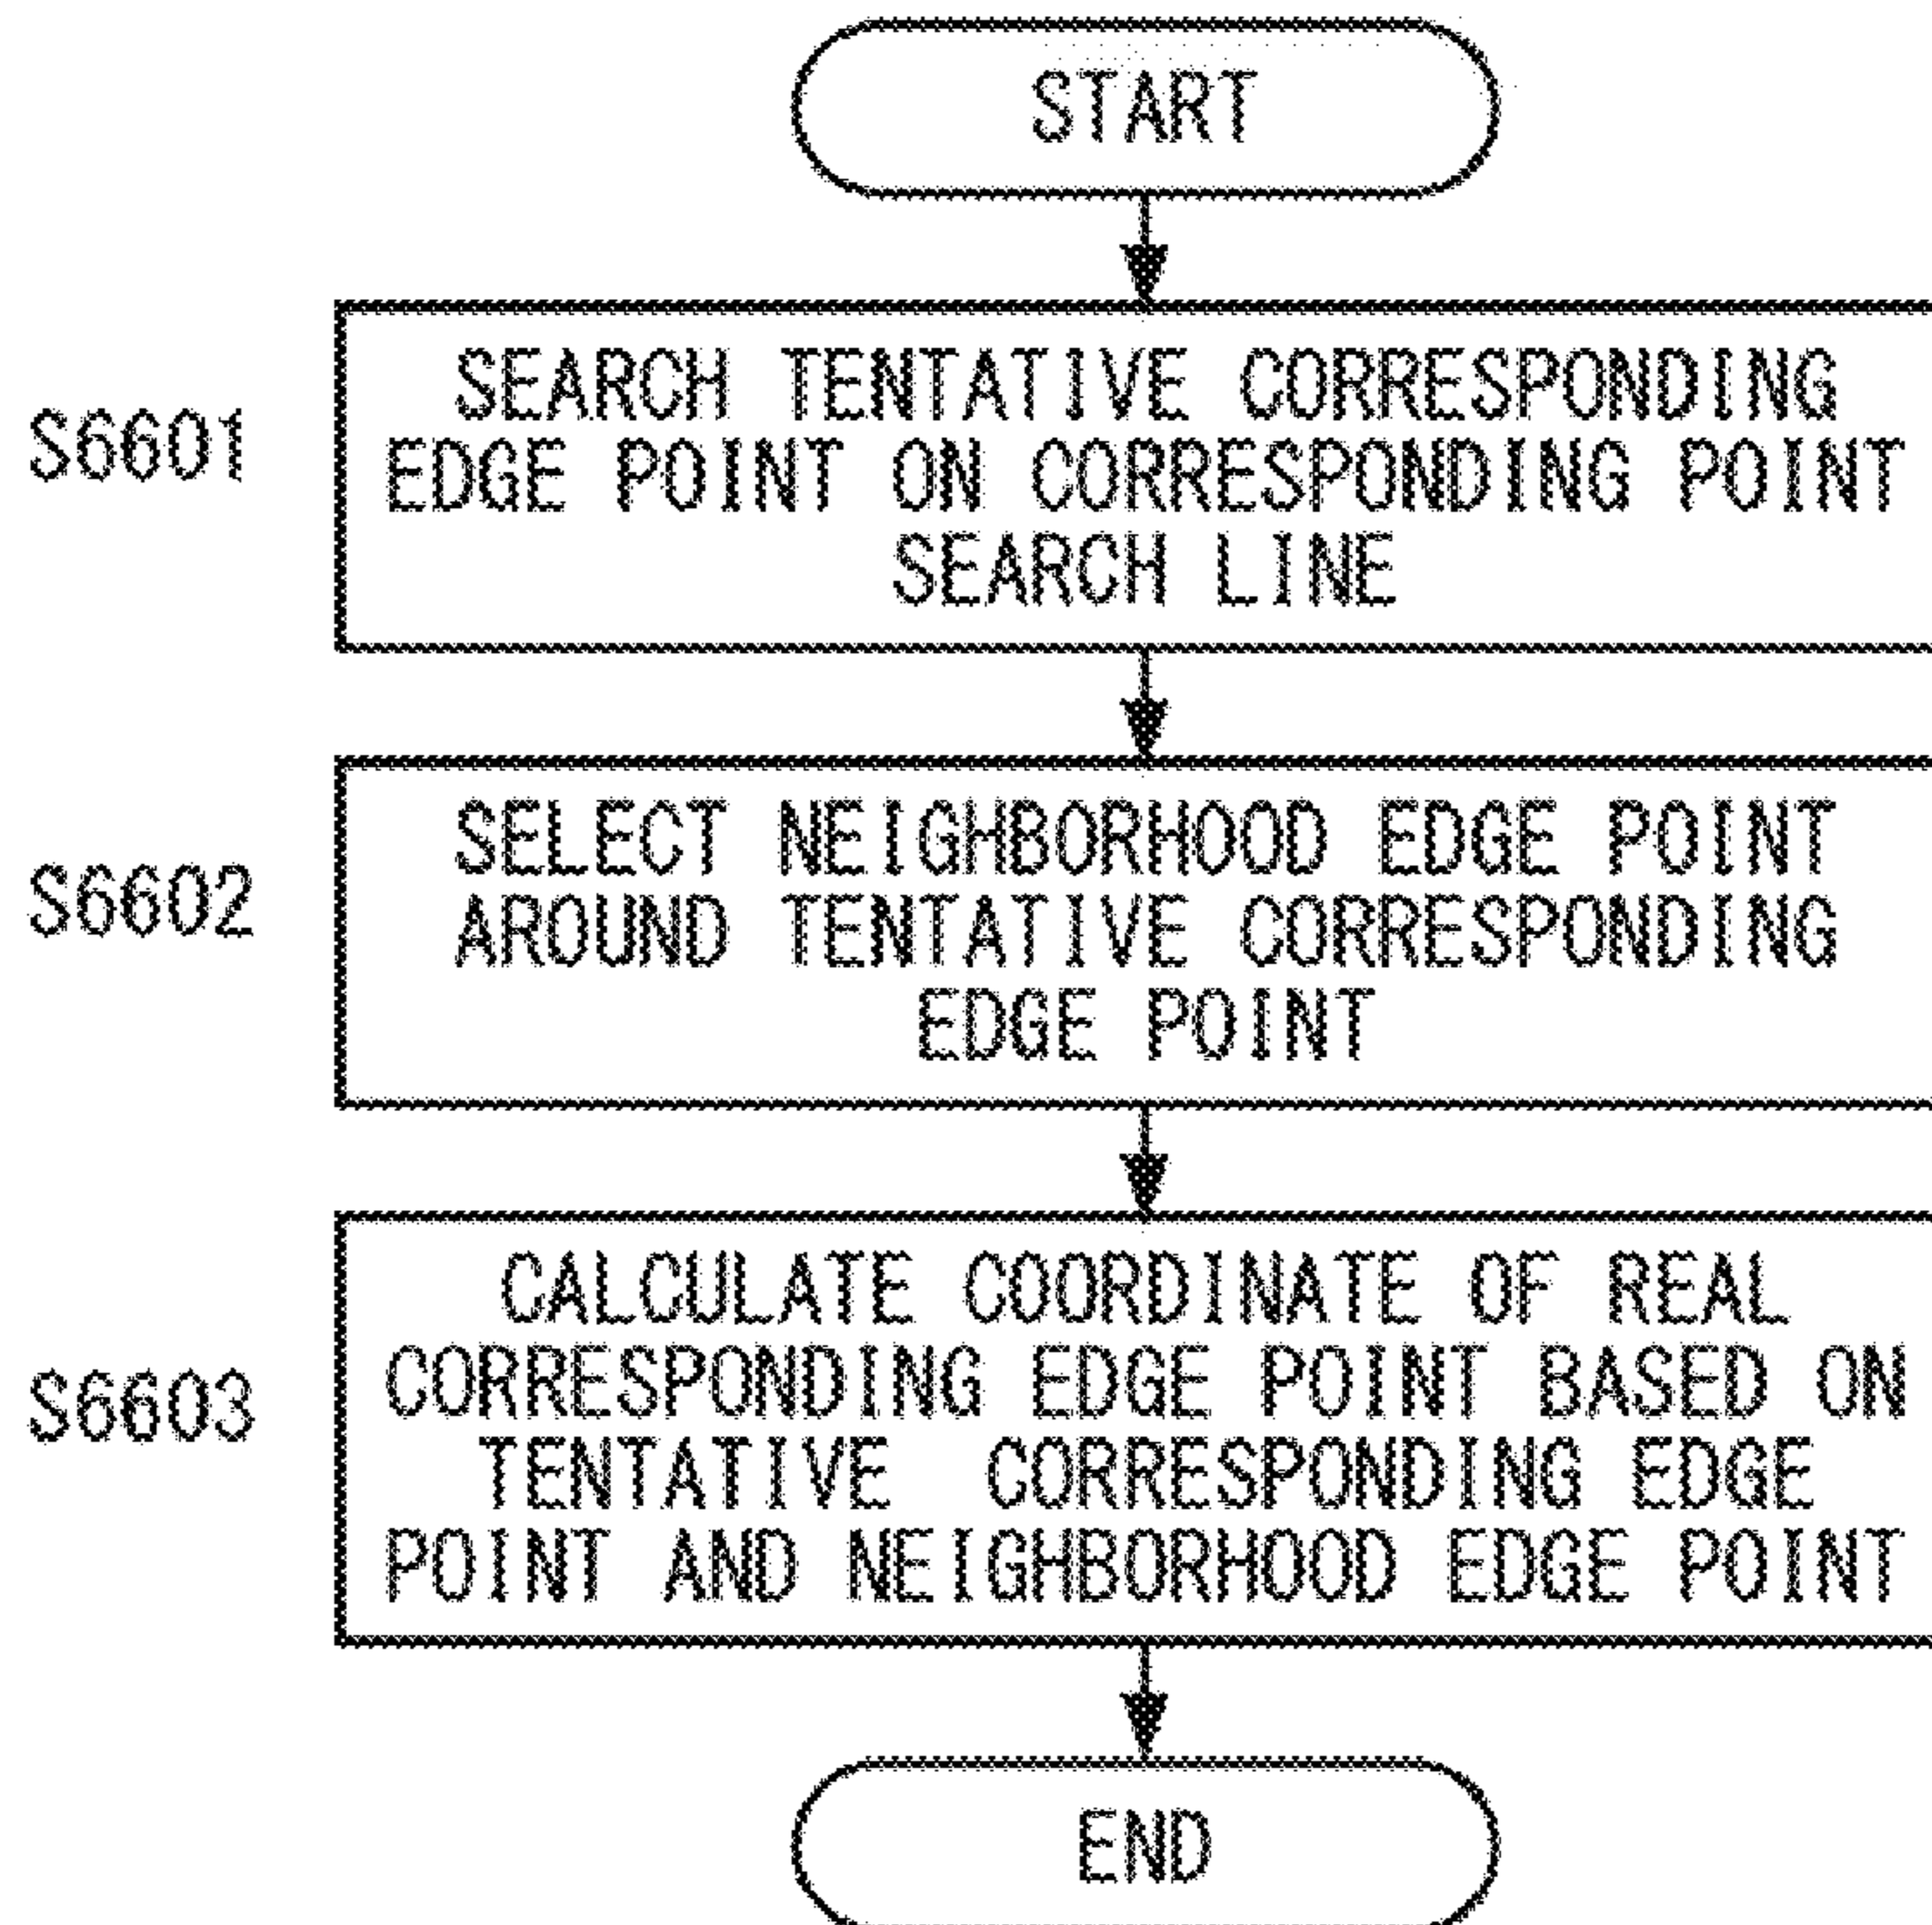 START
S6601
SEARCH TENTATIVE CORRESPONDING
EDGE POINT ON CORRESPONDING POINT
SEARCH LINE
S6602
SELECT NEIGHBORHOOD EDGE POINT
AROUND TENTATIVE CORRESPONDING
EDGE POINT
S6603
CALCULATE COORDINATE OF REAL
CORRESPONDING EDGE POINT BASED ON
TENTATIVE CORRESPONDING EDGE
POINT AND NEIGHBORHOOD EDGE POINT
END